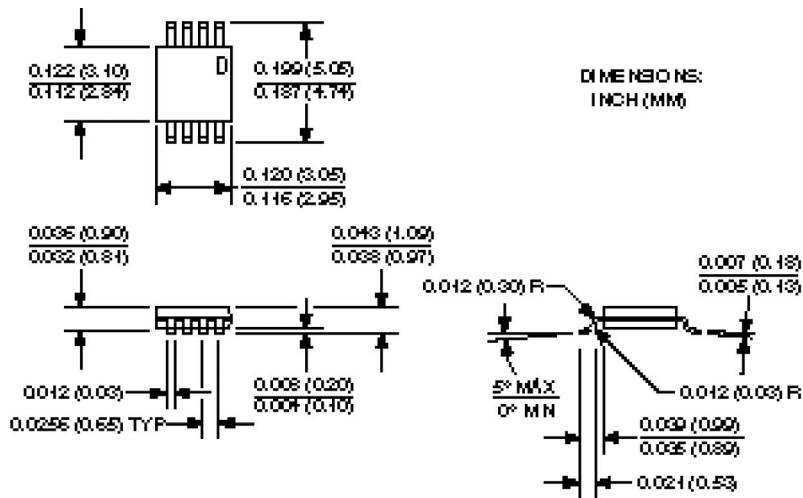 0.122 (3.10)
0.112 (2.84)
0.199 (5.05)
0.187 (4.74)
DIMENSIONS:
INCH (MM)
0.120 (3.05)
0.116 (2.95)
0.036 (0.90)
0.032 (0.81)
0.043 (1.09)
0.038 (0.97)
0.007 (0.18)
0.005 (0.13)
0.012 (0.30) R
0.012 (0.03)
0.008 (0.20)
0.004 (0.10)
5° MAX
0° MIN
0.012 (0.03) R
0.0256 (0.65) TYP
0.039 (0.99)
0.035 (0.89)
0.021 (0.53)